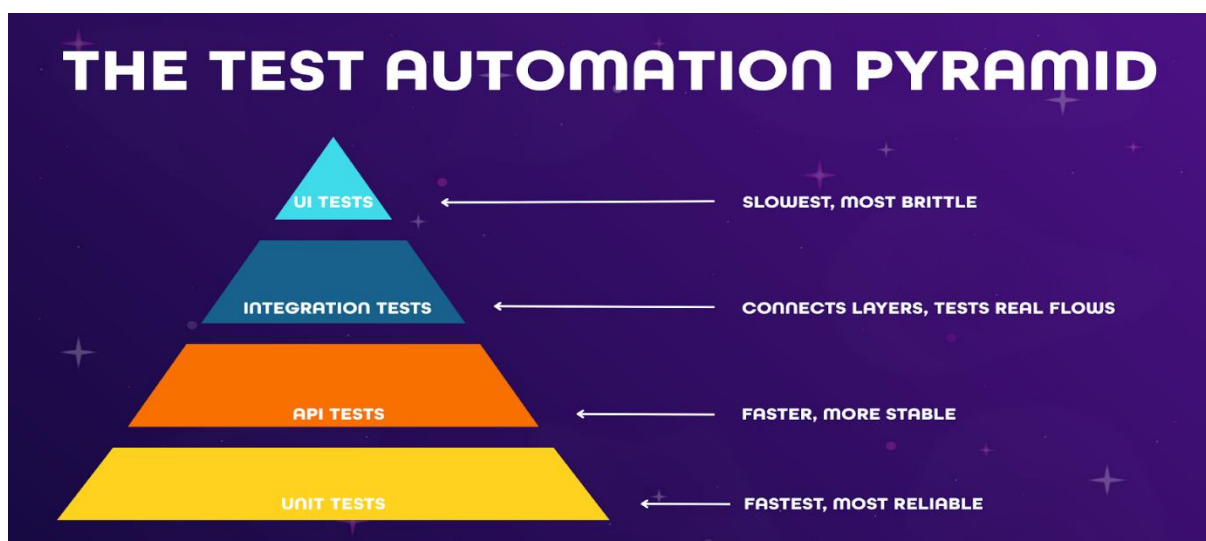 THE TEST AUTOMATION PYRAMID
UI TESTS
SLOWEST, MOST BRITTLE
INTEGRATION TESTS
CONNECTS LAYERS, TESTS REAL FLOWS
API TESTS
FASTER, MORE STABLE
UNIT TESTS
FASTEST, MOST RELIABLE